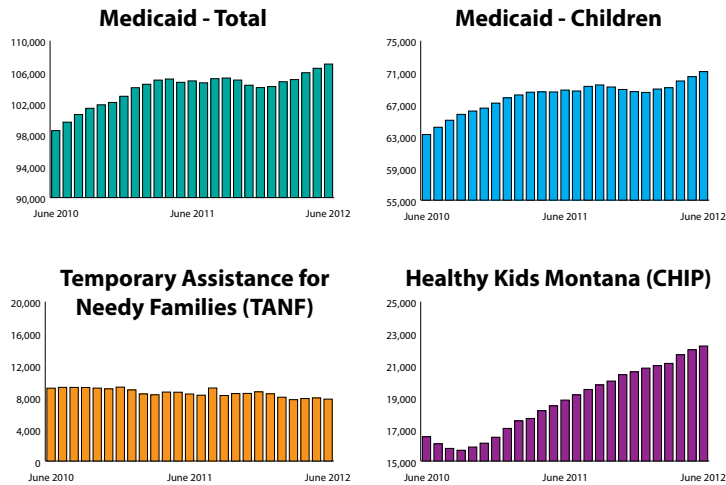 Medicaid - Total
110,000
106,000
102,000
98,000
94,000
90,000
June 2010 June 2011 June 2012
Medicaid - Children
75,000
71,000
67,000
63,000
59,000
55,000
June 2010 June 2011 June 2012
Temporary Assistance for
Needy Families (TANF)
20,000
16,000
12,000
8,000
4,000
0
June 2010 June 2011 June 2012
Healthy Kids Montana (CHIP)
25,000
23,000
21,000
19,000
17,000
15,000
June 2010 June 2011 June 2012